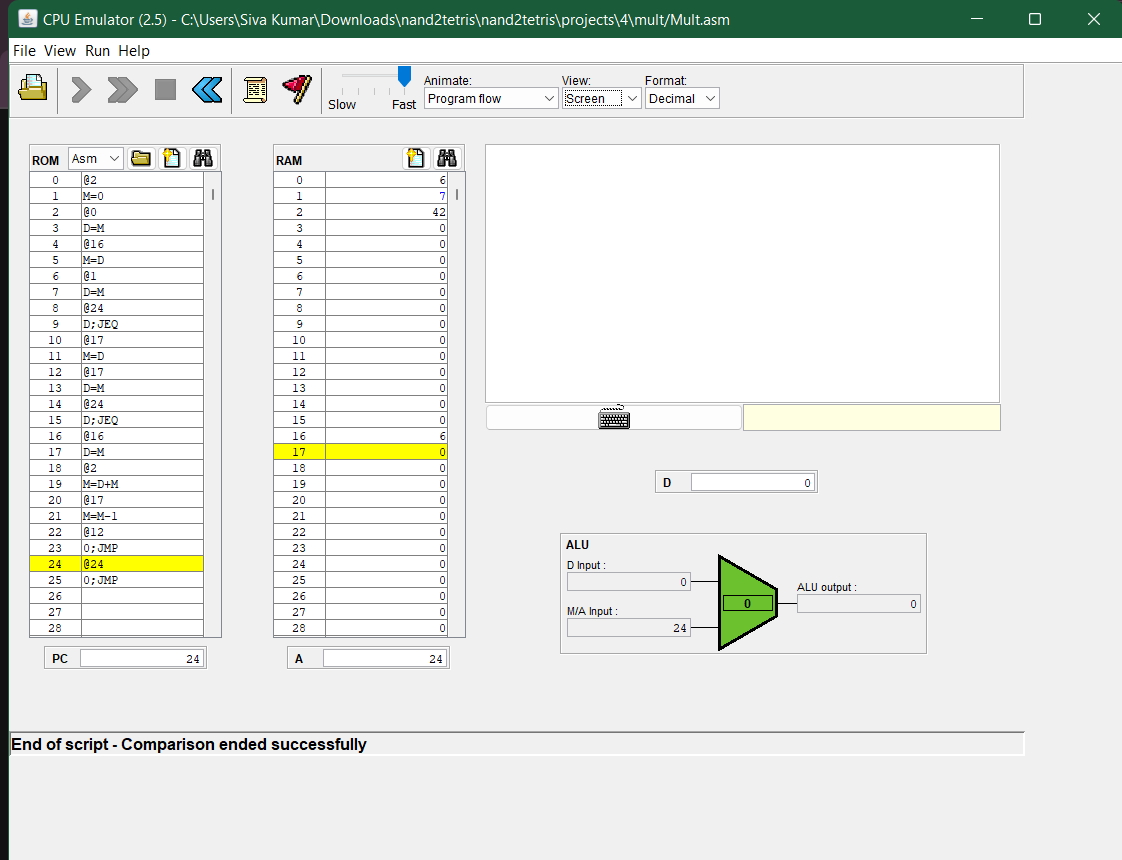 CPU Emulator (2.5) - C:\Users\Siva Kumar\Downloads\nand2tetris\nand2tetris\projects\4\mult/Mult.asm
File View Run Help
Slow Fast
Animate:
Program flow
View:
Screen
Format:
Decimal
ROM Asm
0 @2
1 M=0
2 @0
3 D=M
4 @16
5 M=D
6 @1
7 D=M
8 @24
9 D;JEQ
10 @17
11 M=D
12 @17
13 D=M
14 @24
15 D;JEQ
16 @16
17 D=M
18 @2
19 M=D+M
20 @17
21 M=M-1
22 @12
23 0;JMP
24 @24
25 0;JMP
26
27
28
PC 24
RAM
0 6
1 7
2 42
3 0
4 0
5 0
6 0
7 0
8 0
9 0
10 0
11 0
12 0
13 0
14 0
15 0
16 6
17 0
18 0
19 0
20 0
21 0
22 0
23 0
24 0
25 0
26 0
27 0
28 0
A 24
D 0
ALU
D Input :
0
M/A Input :
24
0
ALU output :
0
End of script - Comparison ended successfully